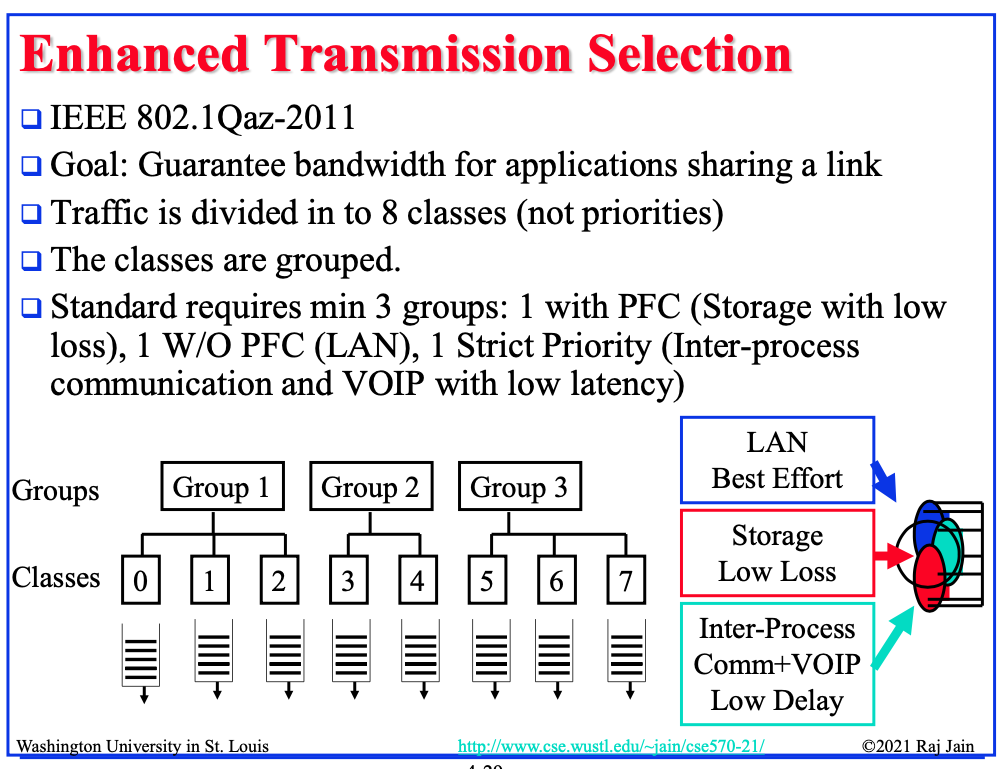 Enhanced Transmission Selection
IEEE 802.1Qaz-2011
Goal: Guarantee bandwidth for applications sharing a link
Traffic is divided in to 8 classes (not priorities)
The classes are grouped.
Standard requires min 3 groups: 1 with PFC (Storage with low
loss), 1 W/O PFC (LAN), 1 Strict Priority (Inter-process
communication and VOIP with low latency)
Groups
Group 1
Group 2
Group 3
Classes
0
1
2
3
4
5
6
7
LAN
Best Effort
Storage
Low Loss
Inter-Process
Comm+VOIP
Low Delay
Washington University in St. Louis
http://www.cse.wustl.edu/~jain/cse570-21/
©2021 Raj Jain